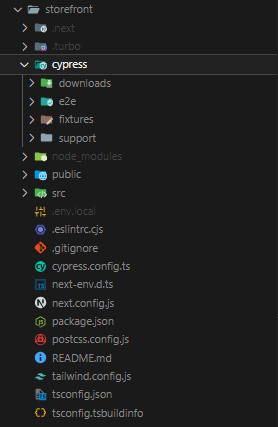 storefront
.next
.turbo
cypress
downloads
e2e
fixtures
support
node_modules
public
src
.env.local
.eslintrc.cjs
.gitignore
cypress.config.ts
next-env.d.ts
next.config.js
package.json
postcss.config.js
README.md
tailwind.config.js
tsconfig.json
tsconfig.tsbuildinfo